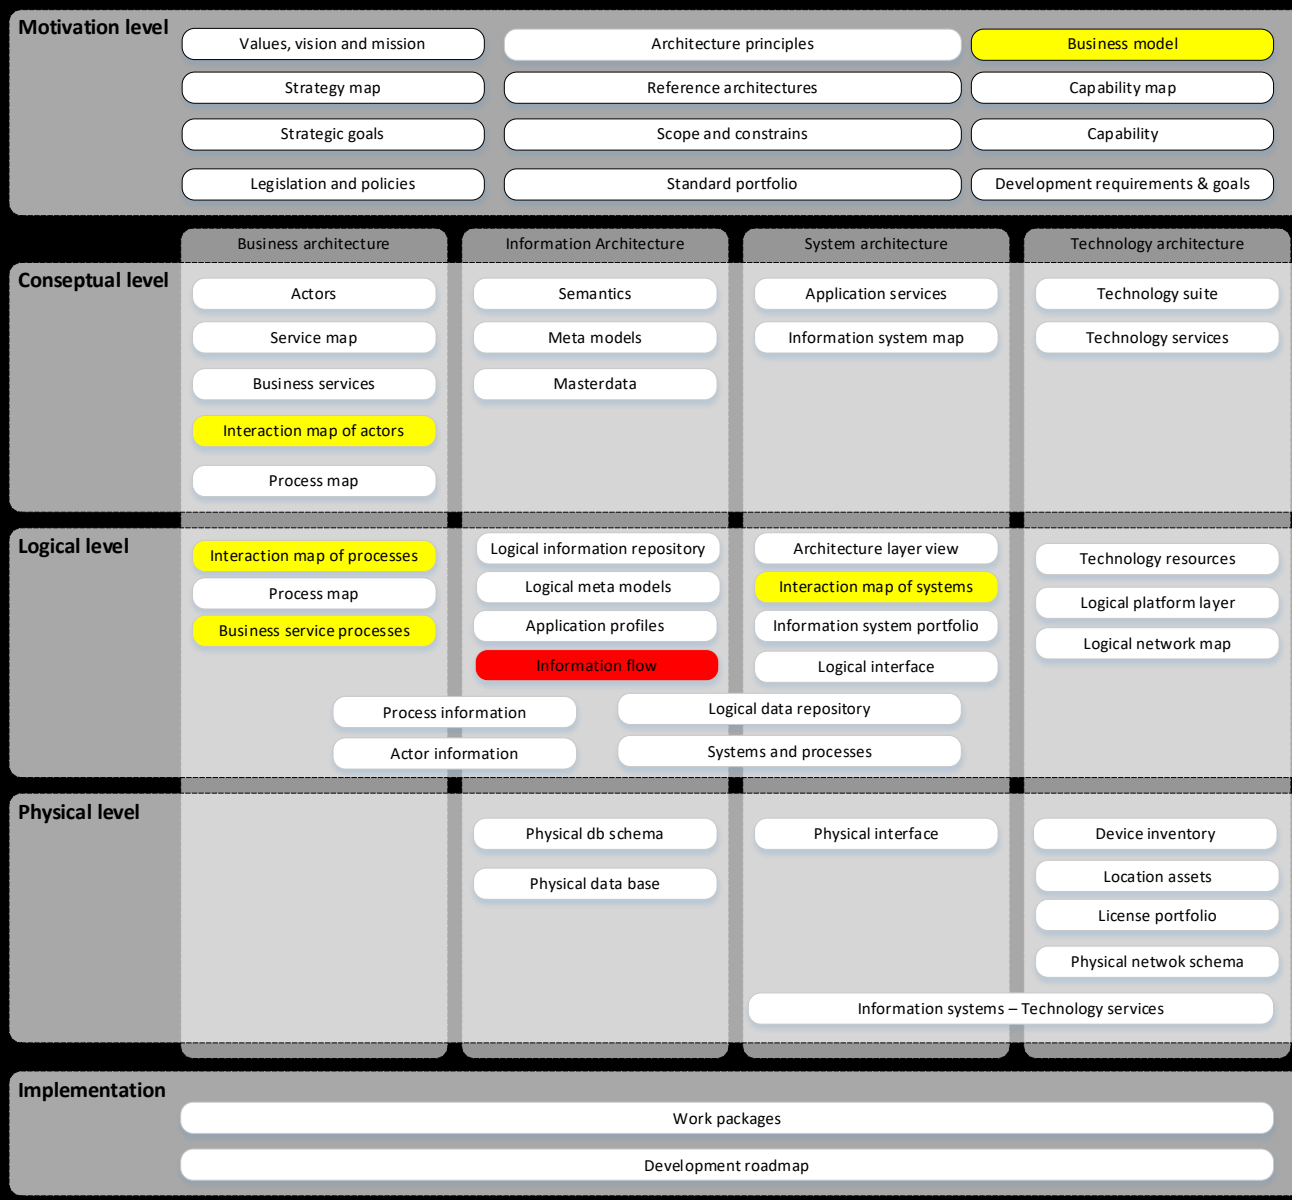 Motivation level
Values, vision and mission
Architecture principles
Business model
Strategy map
Reference architectures
Capability map
Strategic goals
Scope and constrains
Capability
Legislation and policies
Standard portfolio
Development requirements & goals
Business architecture
Information Architecture
System architecture
Technology architecture
Conseptual level
Actors
Semantics
Application services
Technology suite
Service map
Meta models
Information system map
Technology services
Business services
Masterdata
Interaction map of actors
Process map
Logical level
Interaction map of processes
Logical information repository
Architecture layer view
Technology resources
Process map
Logical meta models
Interaction map of systems
Logical platform layer
Business service processes
Application profiles
Information system portfolio
Logical network map
Information flow
Logical interface
Process information
Logical data repository
Actor information
Systems and processes
Physical level
Physical db schema
Physical interface
Device inventory
Physical data base
Location assets
License portfolio
Physical netwok schema
Information systems – Technology services
Implementation
Work packages
Development roadmap